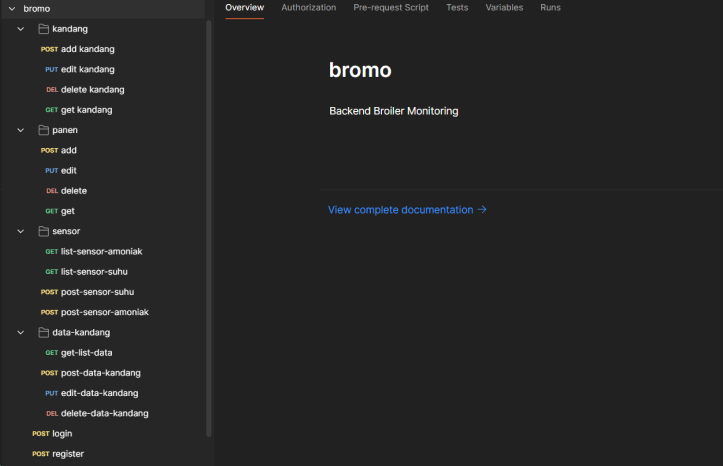 bromo
kandang
POST add kandang
PUT edit kandang
DEL delete kandang
GET get kandang
panen
POST add
PUT edit
DEL delete
GET get
sensor
GET list-sensor-amoniak
GET list-sensor-suhu
POST post-sensor-suhu
POST post-sensor-amoniak
data-kandang
GET get-list-data
POST post-data-kandang
PUT edit-data-kandang
DEL delete-data-kandang
POST login
POST register
Overview Authorization Pre-request Script Tests Variables Runs
bromo
Backend Broiler Monitoring
View complete documentation →